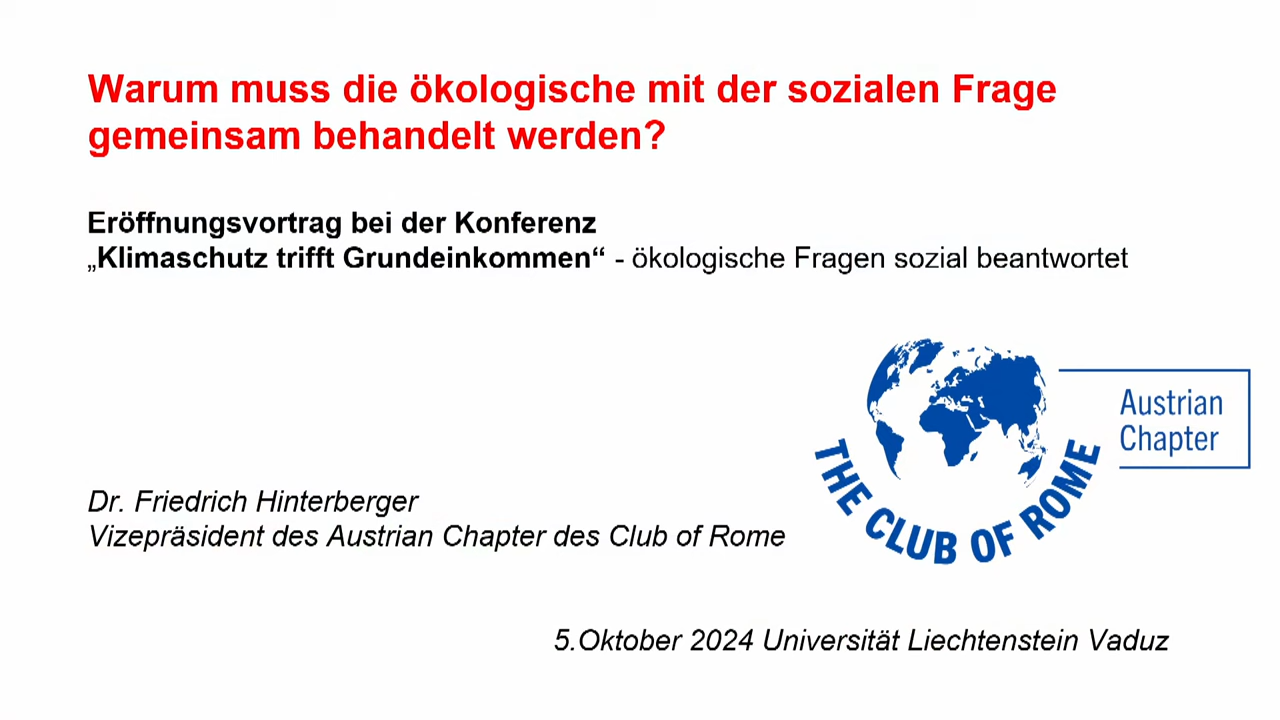 Warum muss die ökologische mit der sozialen Frage
gemeinsam behandelt werden?
Eröffnungsvortrag bei der Konferenz
„Klimaschutz trifft Grundeinkommen“ - ökologische Fragen sozial beantwortet
Austrian
Chapter
THE CLUB OF ROME
Dr. Friedrich Hinterberger
Vizepräsident des Austrian Chapter des Club of Rome
5.Oktober 2024 Universität Liechtenstein Vaduz